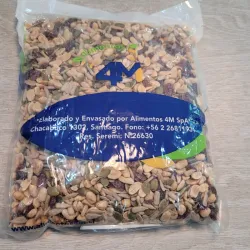 4M
Elaborado y Envasado por Alimentos 4M SpA
Chacabuco 1302, Santiago. Fono: +56 2 2681
Res. Seremi: N°26630